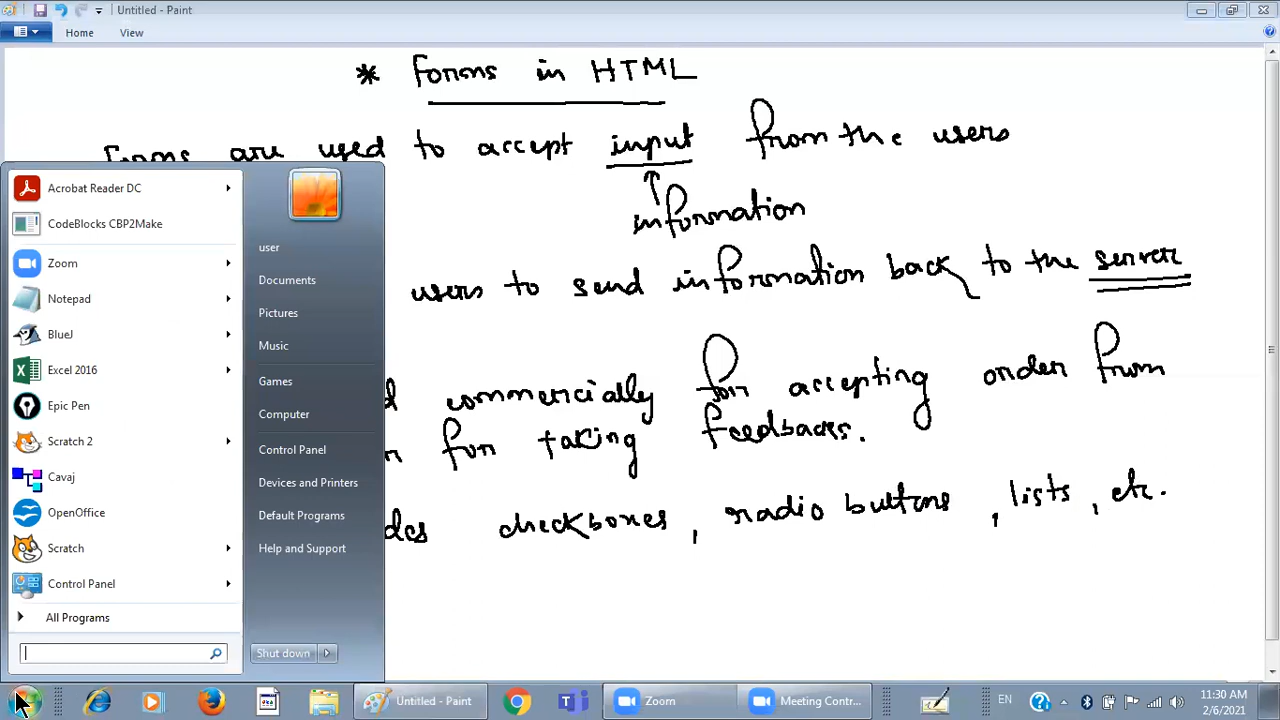 Untitled - Paint
Home View
* Forms in HTML
Forms are used to accept input from the users
information
users to send information back to the server
commercially for accepting order from
for taking feedbacks.
checkboxes, radio buttons, lists, etc.
Acrobat Reader DC
CodeBlocks CBP2Make
Zoom
Notepad
BlueJ
Excel 2016
Epic Pen
Scratch 2
Cavaj
OpenOffice
Scratch
Control Panel
All Programs
user
Documents
Pictures
Music
Games
Computer
Control Panel
Devices and Printers
Default Programs
Help and Support
Shut down
Untitled - Paint
Zoom
Meeting Contr...
EN
11:30 AM
2/6/2021